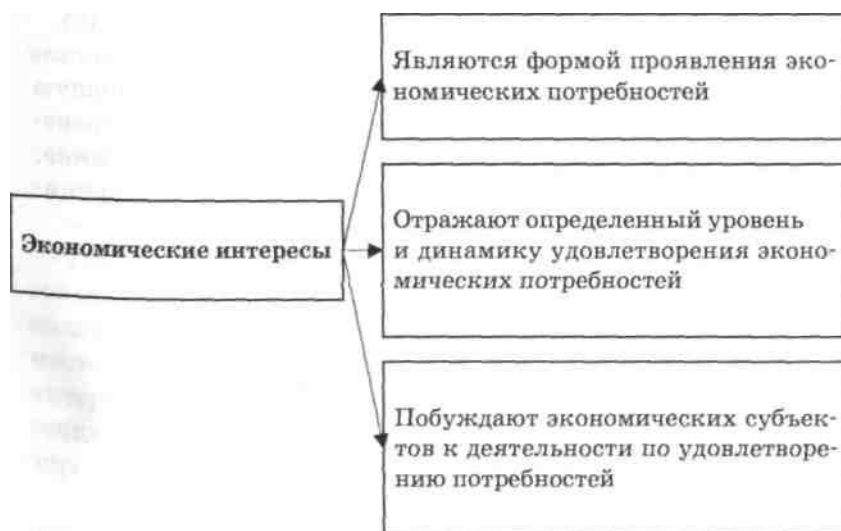 Являются формой проявления эко-
номических потребностей
Экономические интересы
Отражают определенный уровень
и динамику удовлетворения эконо-
мических потребностей
Побуждают экономических субъек-
тов к деятельности по удовлетворе-
нию потребностей